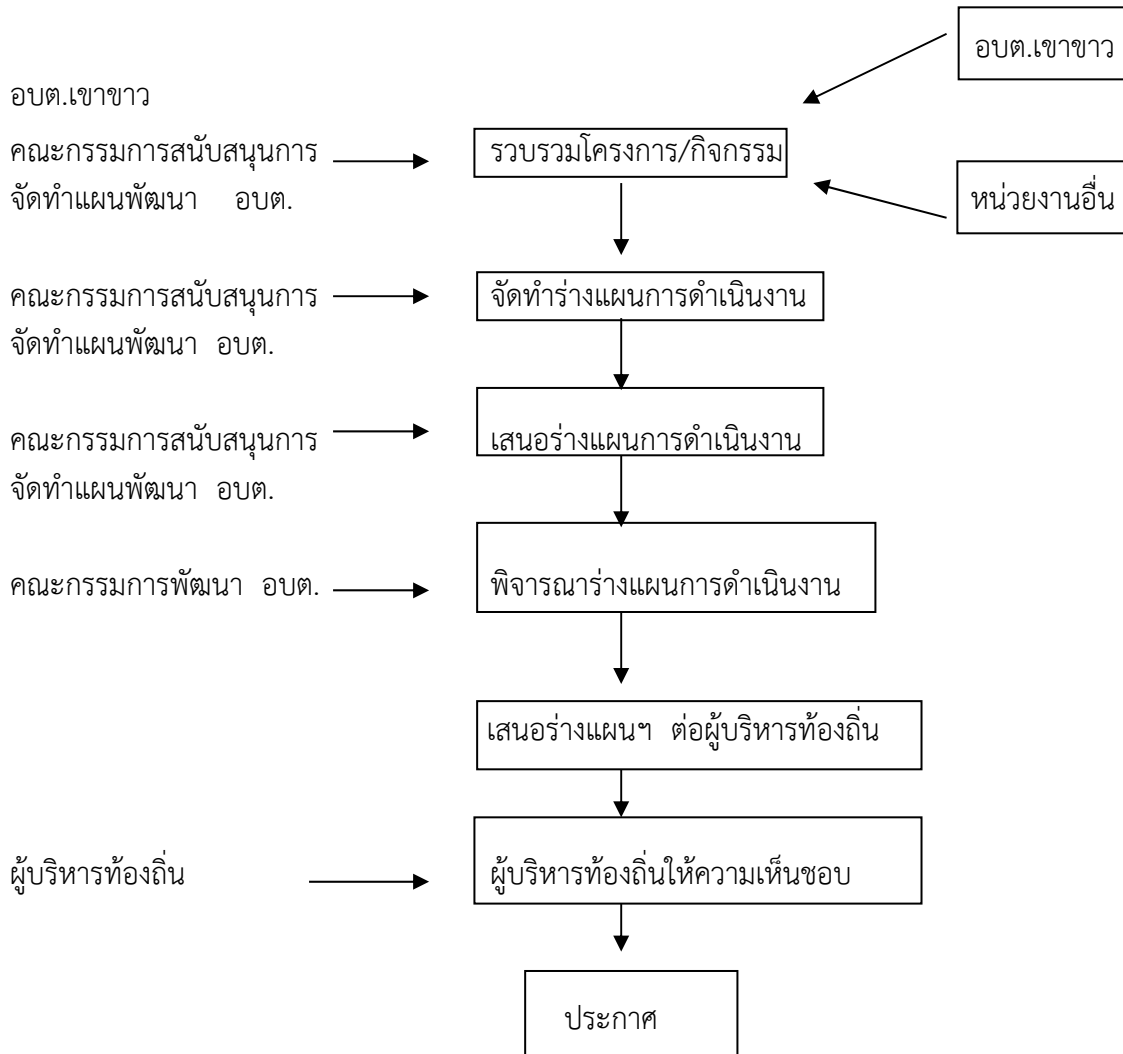 อบต.เขาขาว
อบต.เขาขาว
คณะกรรมการสนับสนุนการ
รวบรวมโครงการ/กิจกรรม
จัดทำแผนพัฒนา อบต.
หน่วยงานอื่น
คณะกรรมการสนับสนุนการ
จัดทำร่างแผนการดำเนินงาน
จัดทำแผนพัฒนา อบต.
คณะกรรมการสนับสนุนการ
เสนอร่างแผนการดำเนินงาน
จัดทำแผนพัฒนา อบต.
คณะกรรมการพัฒนา อบต.
พิจารณาร่างแผนการดำเนินงาน
เสนอร่างแผนฯ ต่อผู้บริหารท้องถิ่น
ผู้บริหารท้องถิ่น
ผู้บริหารท้องถิ่นให้ความเห็นชอบ
ประกาศ